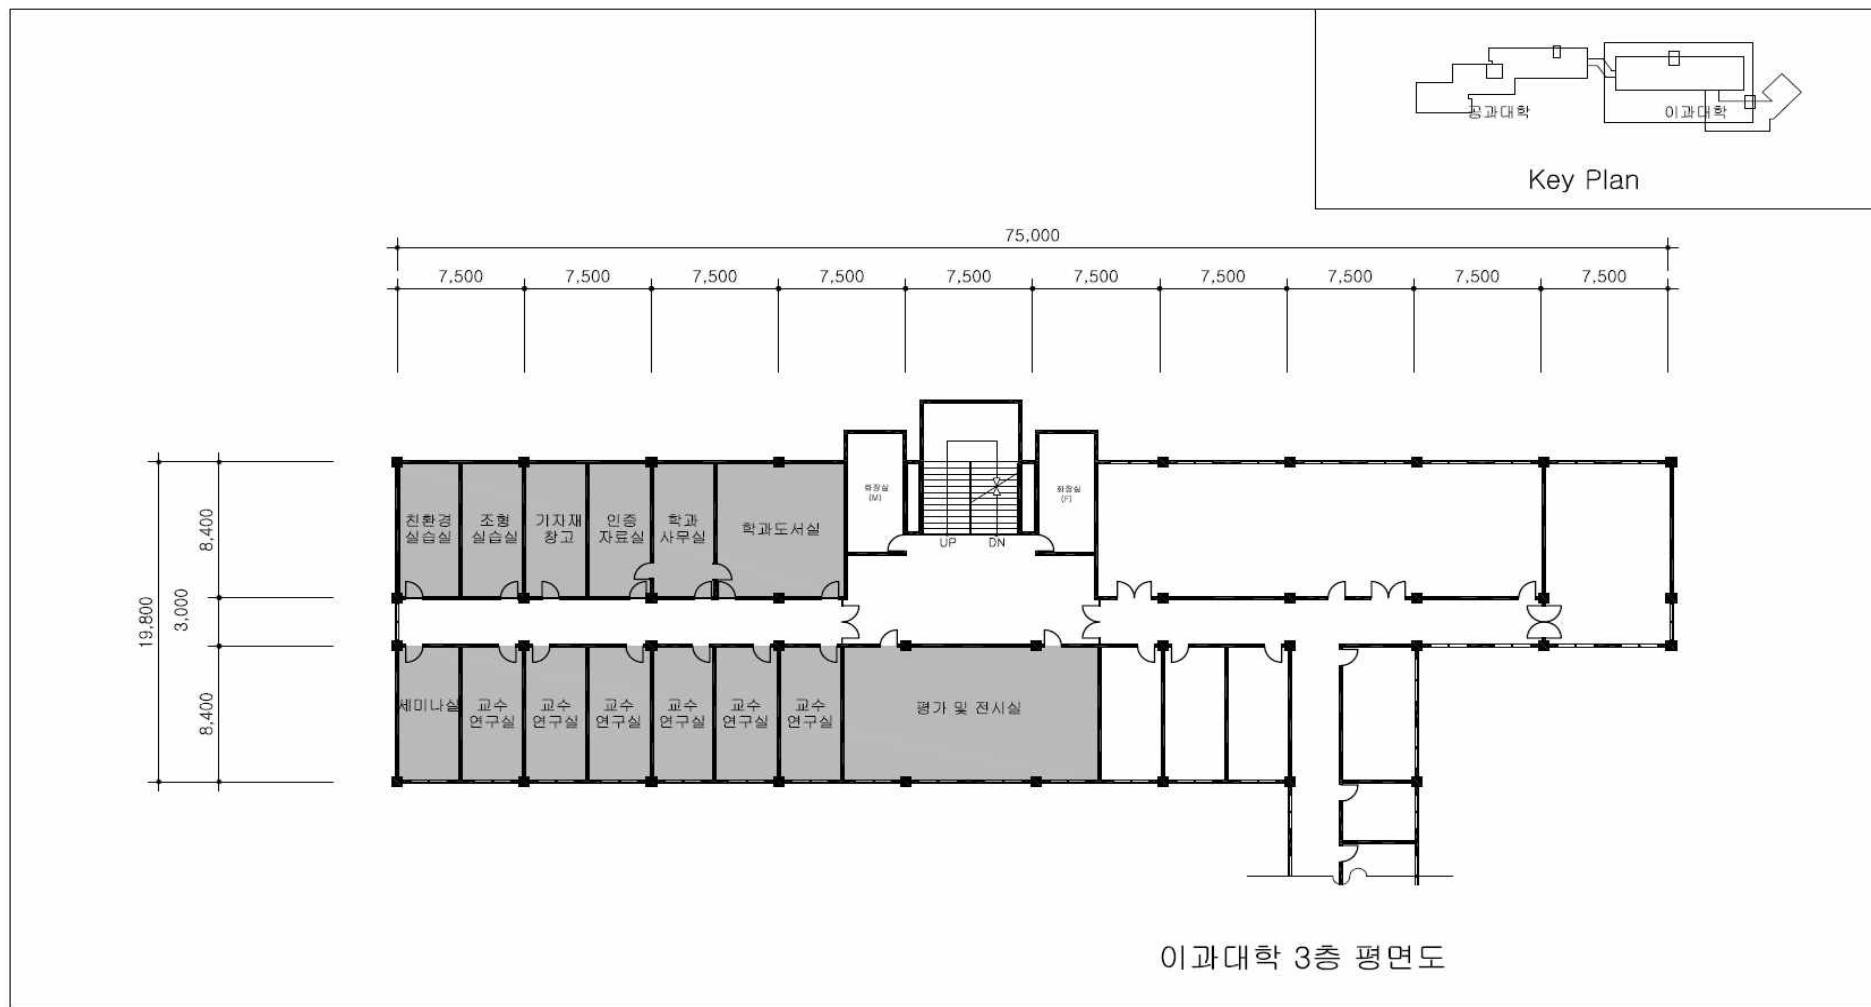 공과대학
이과대학
Key Plan
75,000
7,500
7,500
7,500
7,500
7,500
7,500
7,500
7,500
7,500
7,500
19,800
8,400
3,000
8,400
친환경
실습실
조형
실습실
기자재
창고
인증
자료실
학과
사무실
학과도서실
화장실
(M)
UP
DN
화장실
(F)
세미나실
교수
연구실
교수
연구실
교수
연구실
교수
연구실
교수
연구실
교수
연구실
평가 및 전시실
이과대학 3층 평면도